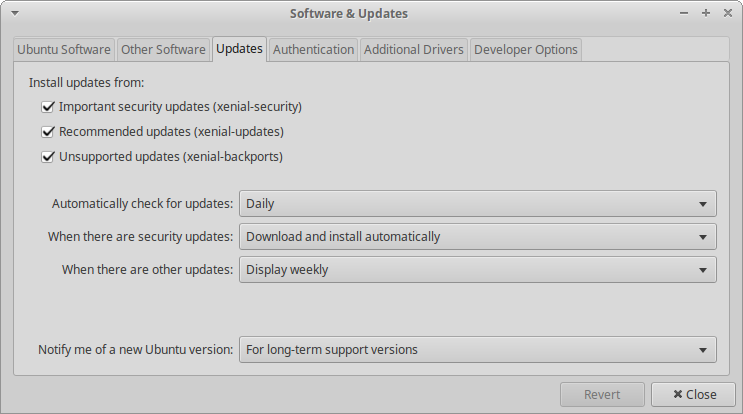 Software & Updates
Ubuntu Software Other Software Updates Authentication Additional Drivers Developer Options
Install updates from:
Important security updates (xenial-security)
Recommended updates (xenial-updates)
Unsupported updates (xenial-backports)
Automatically check for updates: Daily
When there are security updates: Download and install automatically
When there are other updates: Display weekly
Notify me of a new Ubuntu version: For long-term support versions
Revert Close